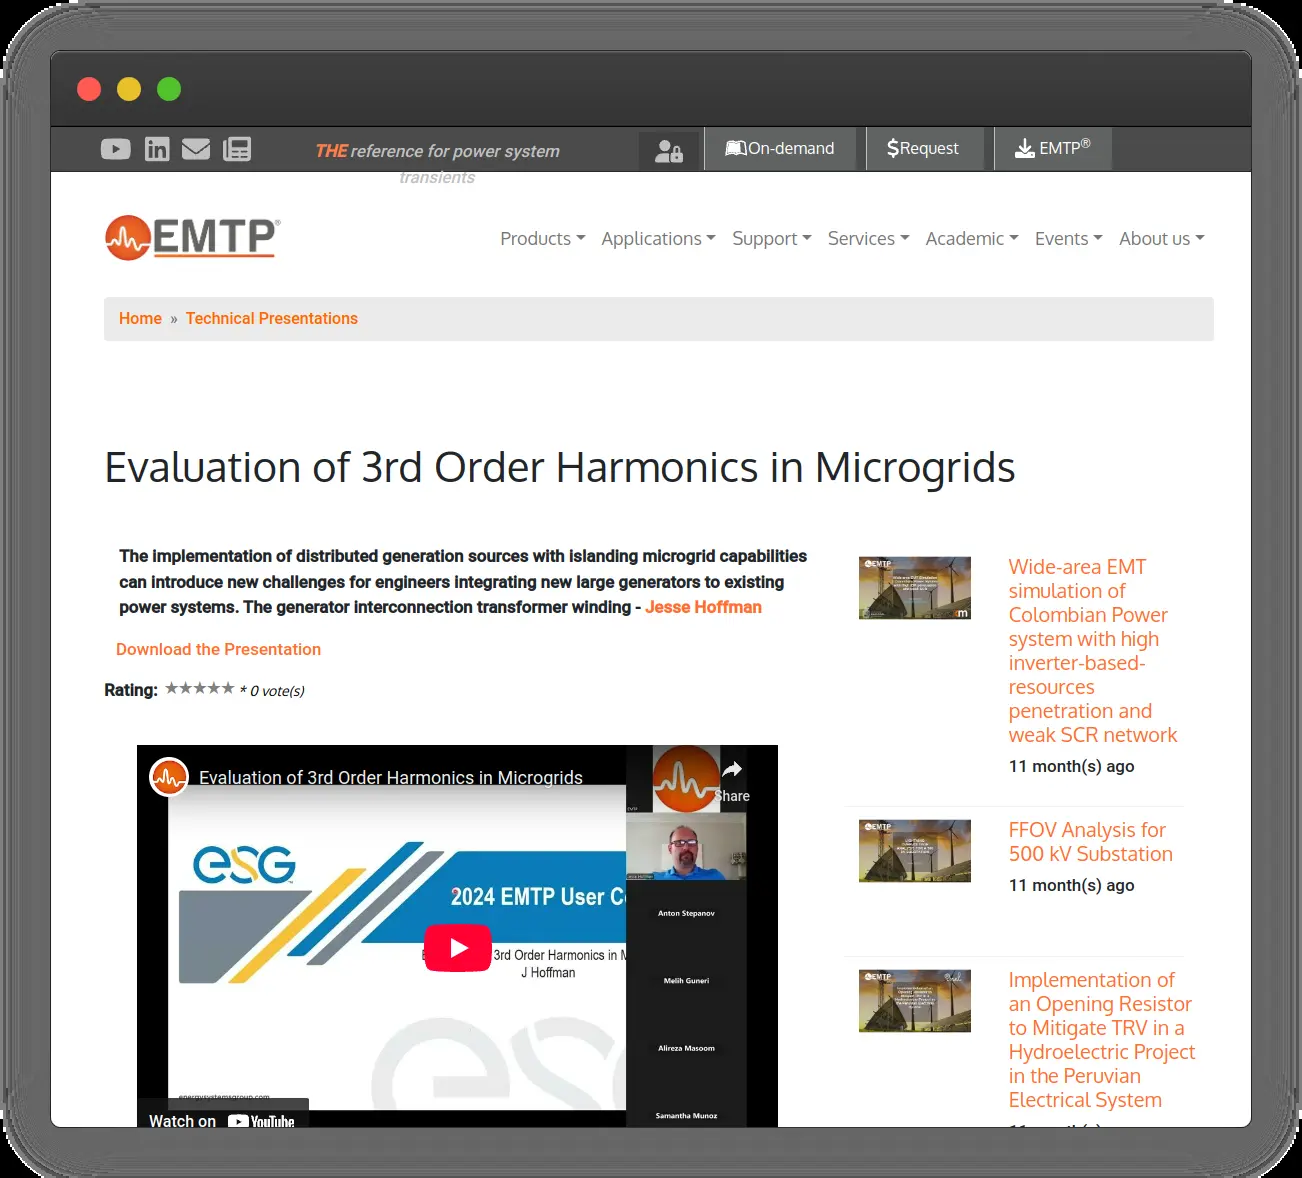 THE reference for power system
transients
On-demand
$Request
EMTP®
EMTP®
Products
Applications
Support
Services
Academic
Events
About us
Home » Technical Presentations
Evaluation of 3rd Order Harmonics in Microgrids
The implementation of distributed generation sources with islanding microgrid capabilities
can introduce new challenges for engineers integrating new large generators to existing
power systems. The generator interconnection transformer winding - Jesse Hoffman
Download the Presentation
Rating: ★★★★★ * 0 vote(s)
Evaluation of 3rd Order Harmonics in Microgrids
Share
esg
2024 EMTP User Co
3rd Order Harmonics in M
J Hoffman
esg
energysystemsgroup.com
Anton Stepanov
Melih Guneri
Alireza Masoom
Samantha Munoz
Watch on YouTube
EMTP
Wide-area EMT
simulation of
Colombian Power
system with high
inverter-based-
resources
penetration and
weak SCR network
11 month(s) ago
EMTP
FFOV Analysis for
500 kV Substation
11 month(s) ago
EMTP
Implementation of
an Opening Resistor
to Mitigate TRV in a
Hydroelectric Project
in the Peruvian
Electrical System